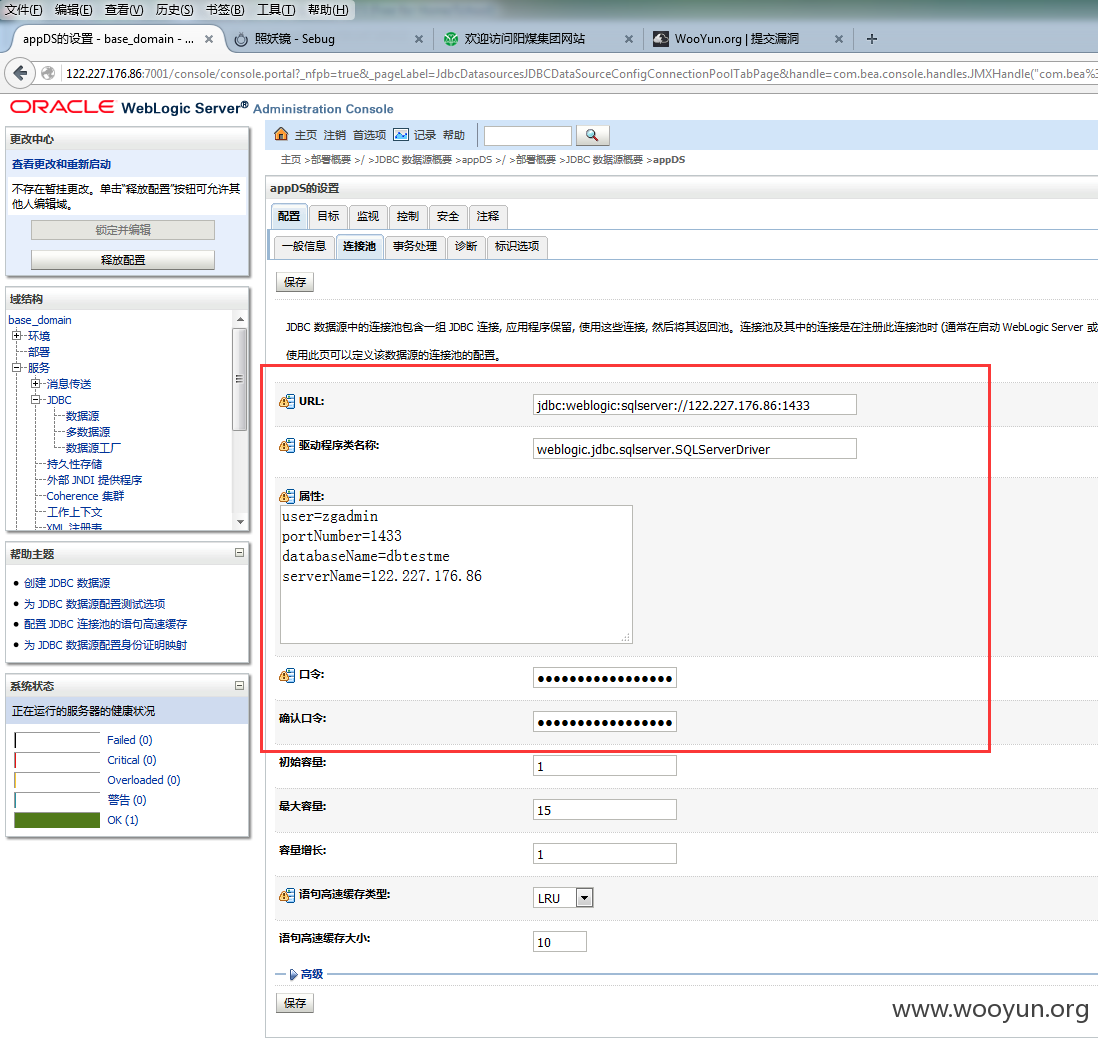 文件(F) 编辑(E) 查看(V) 历史(S) 书签(B) 工具(T) 帮助(H)
appDS的设置 - base_domain - ... × 照妖镜 - Sebug × 欢迎访问阳煤集团网站 × WooYun.org | 提交漏洞 × +
122.227.176.86:7001/console/console.portal?_nfpb=true&_pageLabel=JdbcDatasourcesJDBCDataSourceConfigConnectionPoolTabPage&handle=com.bea.console.handles.JMXHandle("com.bea%3
ORACLE WebLogic Server® Administration Console
更改中心
查看更改和重新启动
不存在暂挂更改。单击“释放配置”按钮可允许其
他人编辑域。
锁定并编辑
释放配置
域结构
base_domain
环境
部署
服务
消息传送
JDBC
数据源
多数据源
数据源工厂
持久性存储
外部 JNDI 提供程序
Coherence 集群
工作上下文
XML 注册表
帮助主题
创建 JDBC 数据源
为 JDBC 数据源配置测试选项
配置 JDBC 连接池的语句高速缓存
为 JDBC 数据源配置身份证明映射
系统状态
正在运行的服务器的健康状况
Failed (0)
Critical (0)
Overloaded (0)
警告 (0)
OK (1)
主页 注销 首选项 记录 帮助
主页 >部署概要 >/ >JDBC 数据源概要 >appDS >/ >部署概要 >JDBC 数据源概要 >appDS
appDS的设置
配置 目标 监视 控制 安全 注释
一般信息 连接池 事务处理 诊断 标识选项
保存
JDBC 数据源中的连接池包含一组 JDBC 连接, 应用程序保留, 使用这些连接, 然后将其返回池。连接池及其中的连接是在注册此连接池时 (通常在启动 WebLogic Server 或
使用此页可以定义该数据源的连接池的配置。
URL: jdbc:weblogic:sqlserver://122.227.176.86:1433
驱动程序类名称: weblogic.jdbc.sqlserver.SQLServerDriver
属性:
user=zgadmin
portNumber=1433
databaseName=dbtestme
serverName=122.227.176.86
口令: ●●●●●●●●●●●●●●●●●
确认口令: ●●●●●●●●●●●●●●●●●
初始容量: 1
最大容量: 15
容量增长: 1
语句高速缓存类型: LRU
语句高速缓存大小: 10
高级
保存
www.wooyun.org